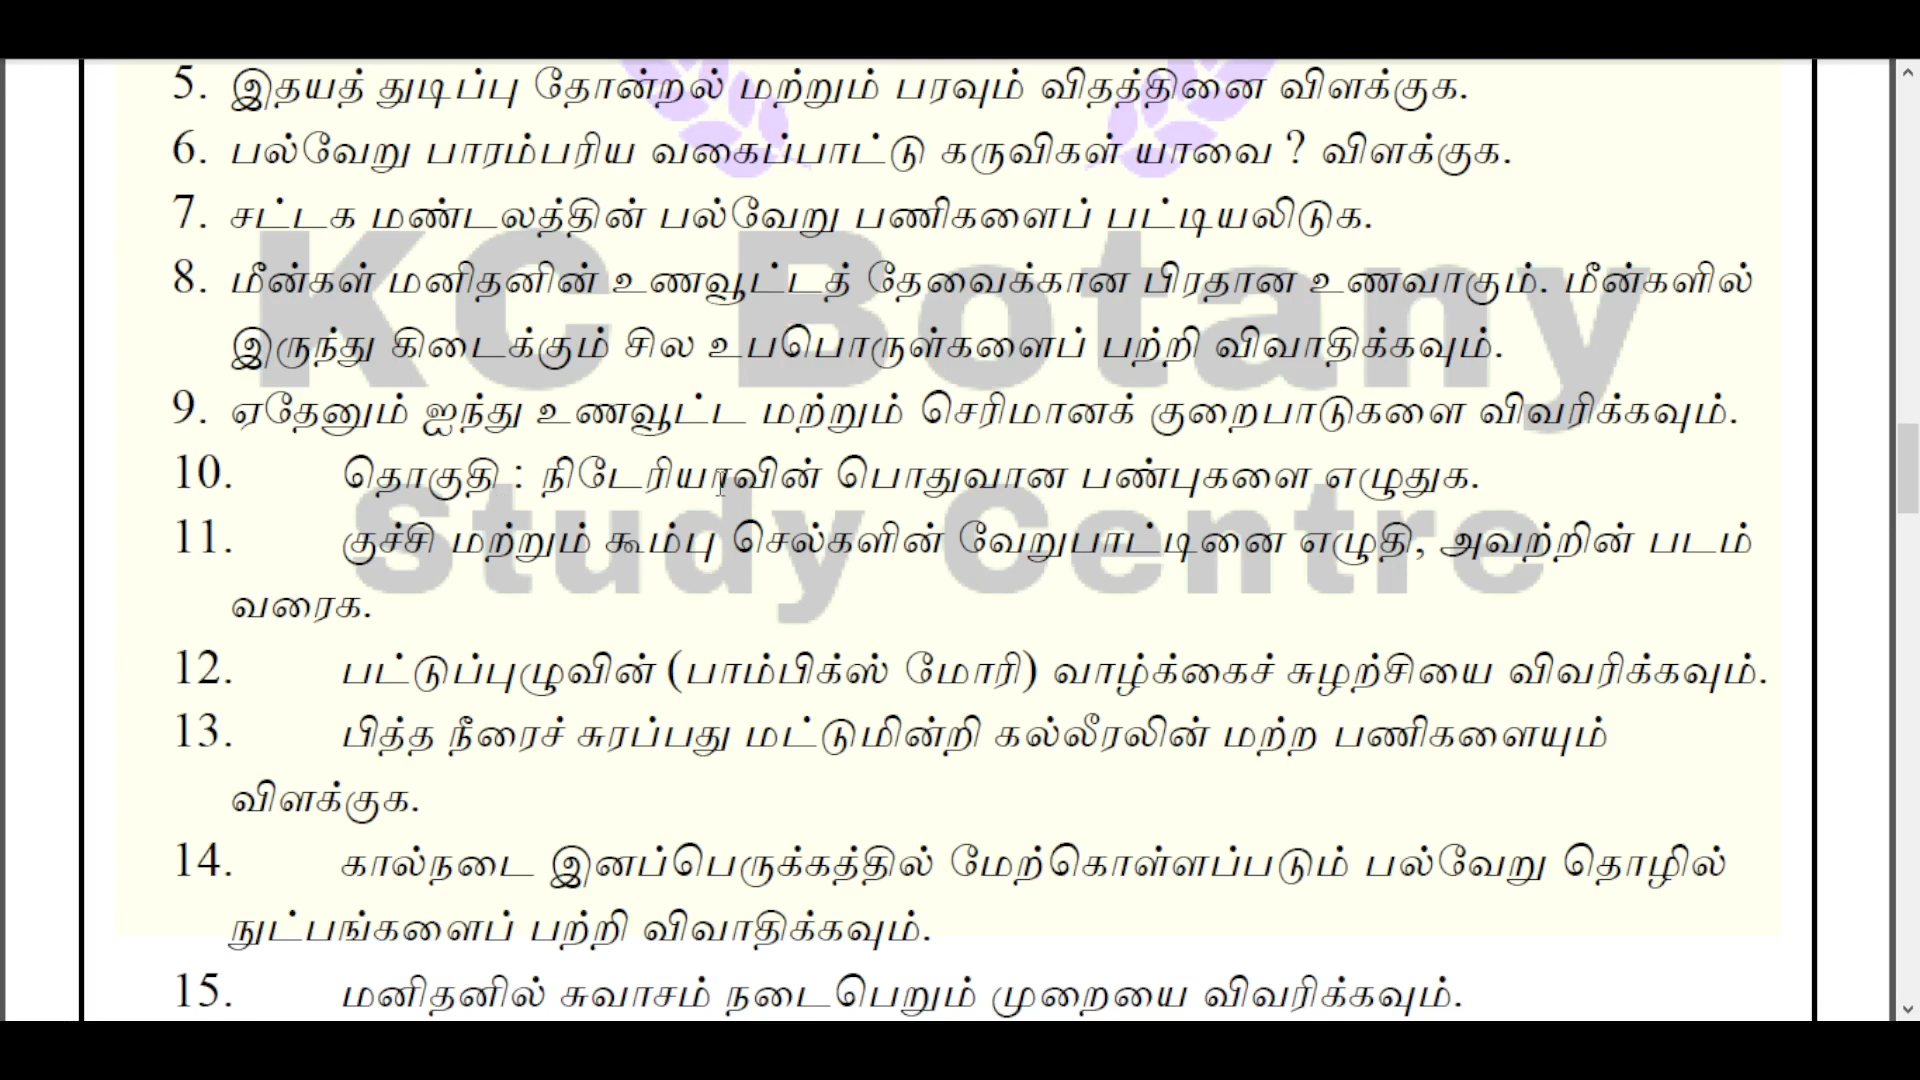 5. இதயத் துடிப்பு தோன்றல் மற்றும் பரவும் விதத்தினை விளக்குக.
6. பல்வேறு பாரம்பரிய வகைப்பாட்டு கருவிகள் யாவை ? விளக்குக.
7. சட்டக மண்டலத்தின் பல்வேறு பணிகளைப் பட்டியலிடுக.
KC Botany
8. மீன்கள் மனிதனின் உணவூட்டத் தேவைக்கான பிரதான உணவாகும். மீன்களில்
இருந்து கிடைக்கும் சில உபபொருள்களைப் பற்றி விவாதிக்கவும்.
9. ஏதேனும் ஐந்து உணவூட்ட மற்றும் செரிமானக் குறைபாடுகளை விவரிக்கவும்.
10. தொகுதி : நிடேரியாவின் பொதுவான பண்புகளை எழுதுக.
Study Centre
11. குச்சி மற்றும் கூம்பு செல்களின் வேறுபாட்டினை எழுதி, அவற்றின் படம்
வரைக.
12. பட்டுப்புழுவின் (பாம்பிக்ஸ் மோரி) வாழ்க்கைச் சுழற்சியை விவரிக்கவும்.
13. பித்த நீரைச் சுரப்பது மட்டுமின்றி கல்லீரலின் மற்ற பணிகளையும்
விளக்குக.
14. கால்நடை இனப்பெருக்கத்தில் மேற்கொள்ளப்படும் பல்வேறு தொழில்
நுட்பங்களைப் பற்றி விவாதிக்கவும்.
15. மனிதனில் சுவாசம் நடைபெறும் முறையை விவரிக்கவும்.